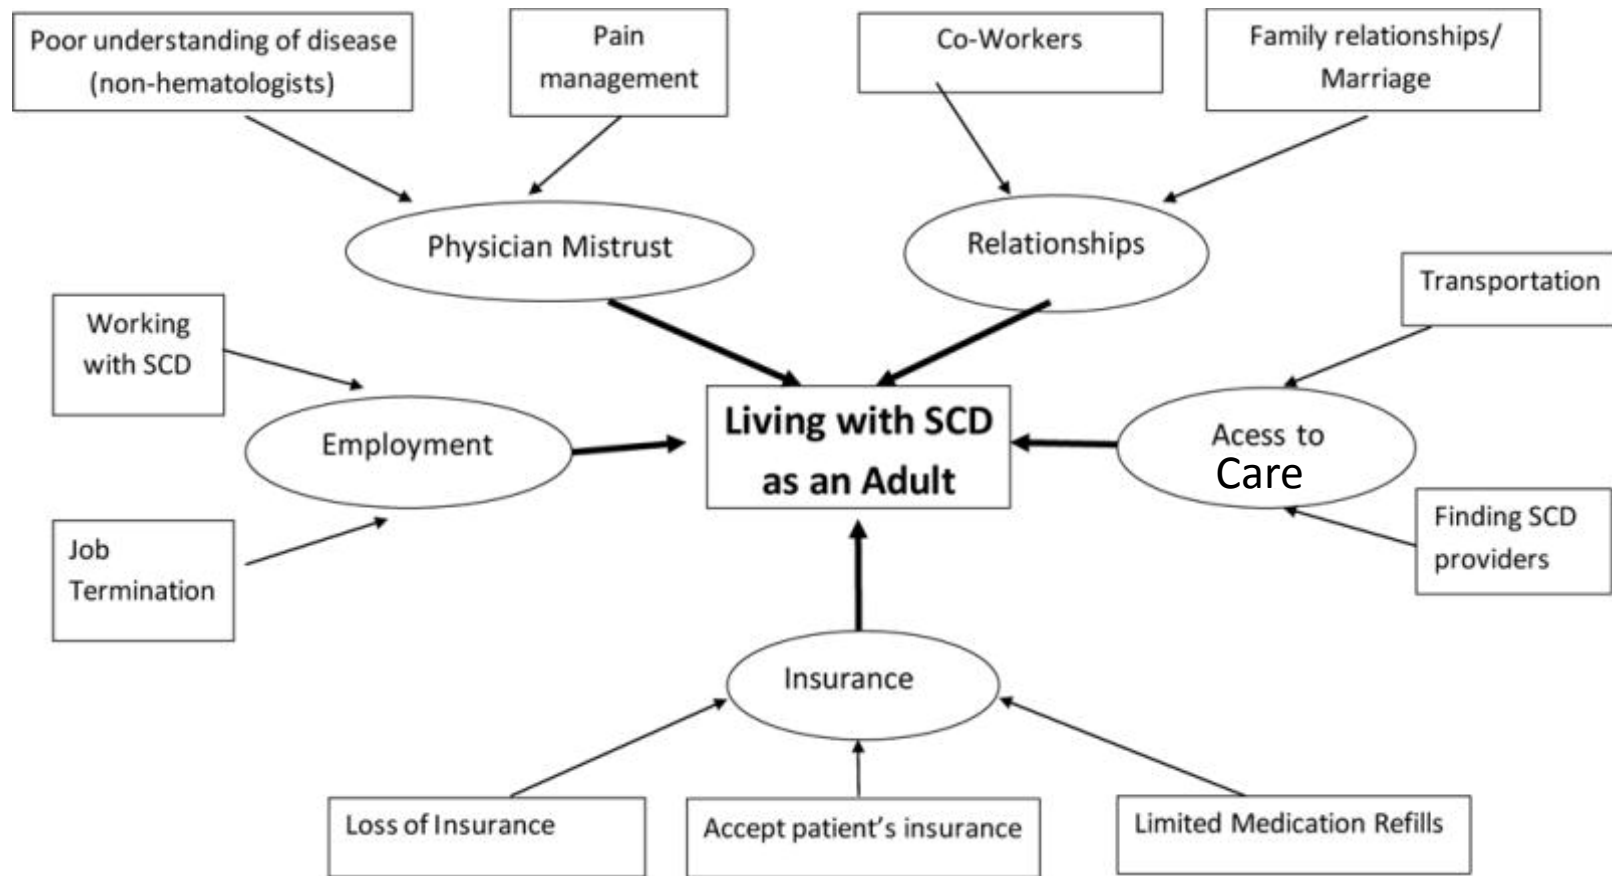 Poor understanding of disease
(non-hematologists)
Pain
management
Co-Workers
Family relationships/
Marriage
Physician Mistrust
Relationships
Transportation
Working
with SCD
Employment
Living with SCD
as an Adult
Acess to
Care
Job
Termination
Finding SCD
providers
Insurance
Loss of Insurance
Accept patient's insurance
Limited Medication Refills